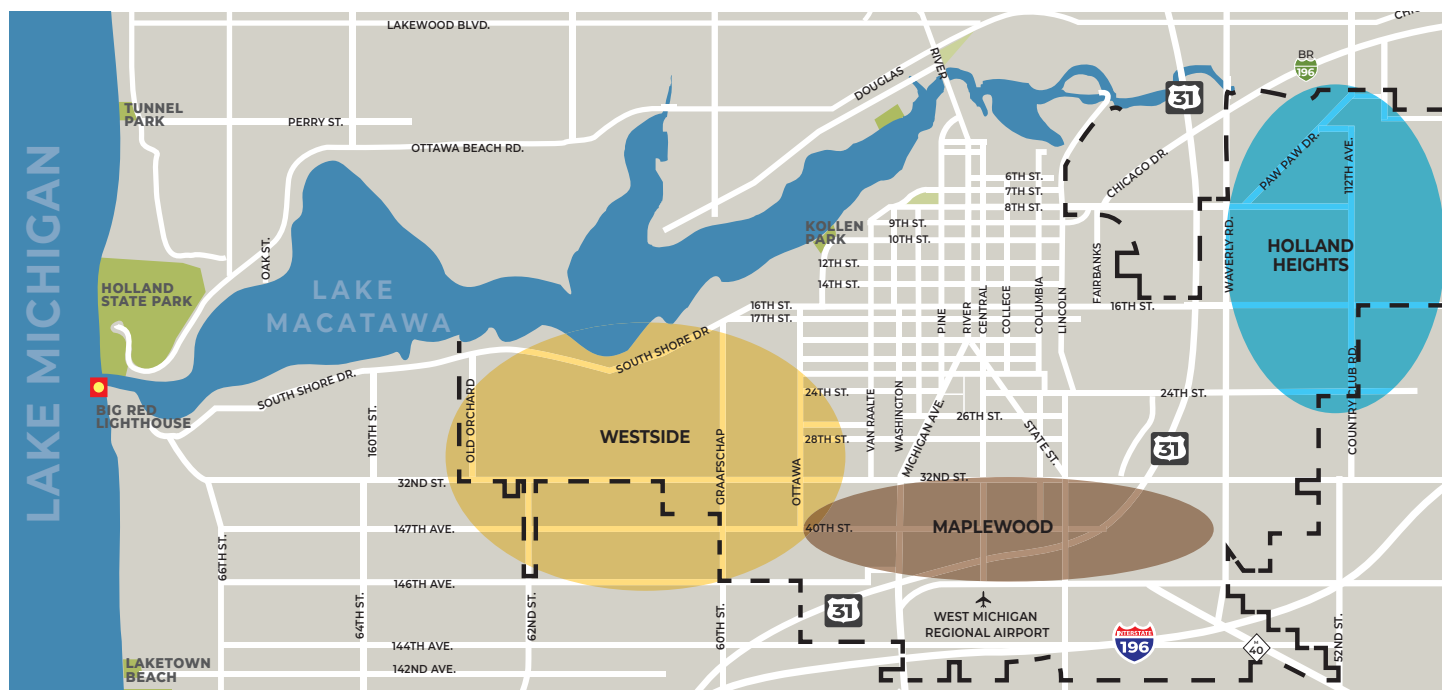 LAKEWOOD BLVD.
RIVER
BR
196
DOUGLAS
31
TUNNEL
PARK
PERRY ST.
OTTAWA BEACH RD.
PAW PAW DR.
112TH AVE.
CHICAGO DR.
6TH ST.
7TH ST.
8TH ST.
LAKE MICHIGAN
KOLLEN
PARK
9TH ST.
10TH ST.
OAK ST.
12TH ST.
14TH ST.
FAIRBANKS
WAVERLY RD.
HOLLAND
HEIGHTS
HOLLAND
STATE PARK
LAKE
MACATAWA
16TH ST.
17TH ST.
PINE
RIVER
CENTRAL
COLLEGE
COLUMBIA
LINCOLN
16TH ST.
SOUTH SHORE DR
SOUTH SHORE DR.
BIG RED
LIGHTHOUSE
160TH ST.
OLD ORCHARD
WESTSIDE
GRAAFSCHAP
OTTAWA
24TH ST.
28TH ST.
VAN RAALTE
WASHINGTON
MICHIGAN AVE.
26TH ST.
STATE ST.
24TH ST.
31
COUNTRY CLUB RD.
32ND ST.
32ND ST.
147TH AVE.
40TH ST.
MAPLEWOOD
66TH ST.
146TH AVE.
64TH ST.
62ND ST.
60TH ST.
31
WEST MICHIGAN
REGIONAL AIRPORT
INTERSTATE
196
M
40
52ND ST.
144TH AVE.
LAKETOWN
BEACH
142ND AVE.